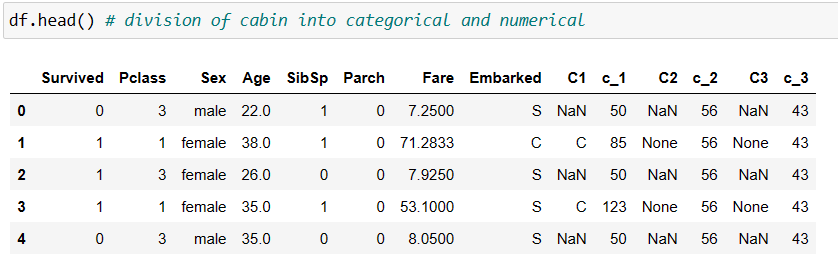 df.head() # division of cabin into categorical and numerical
Survived Pclass Sex Age SibSp Parch Fare Embarked C1 c_1 C2 c_2 C3 c_3
0 0 3 male 22.0 1 0 7.2500 S NaN 50 NaN 56 NaN 43
1 1 1 female 38.0 1 0 71.2833 C C 85 None 56 None 43
2 1 3 female 26.0 0 0 7.9250 S NaN 50 NaN 56 NaN 43
3 1 1 female 35.0 1 0 53.1000 S C 123 None 56 None 43
4 0 3 male 35.0 0 0 8.0500 S NaN 50 NaN 56 NaN 43